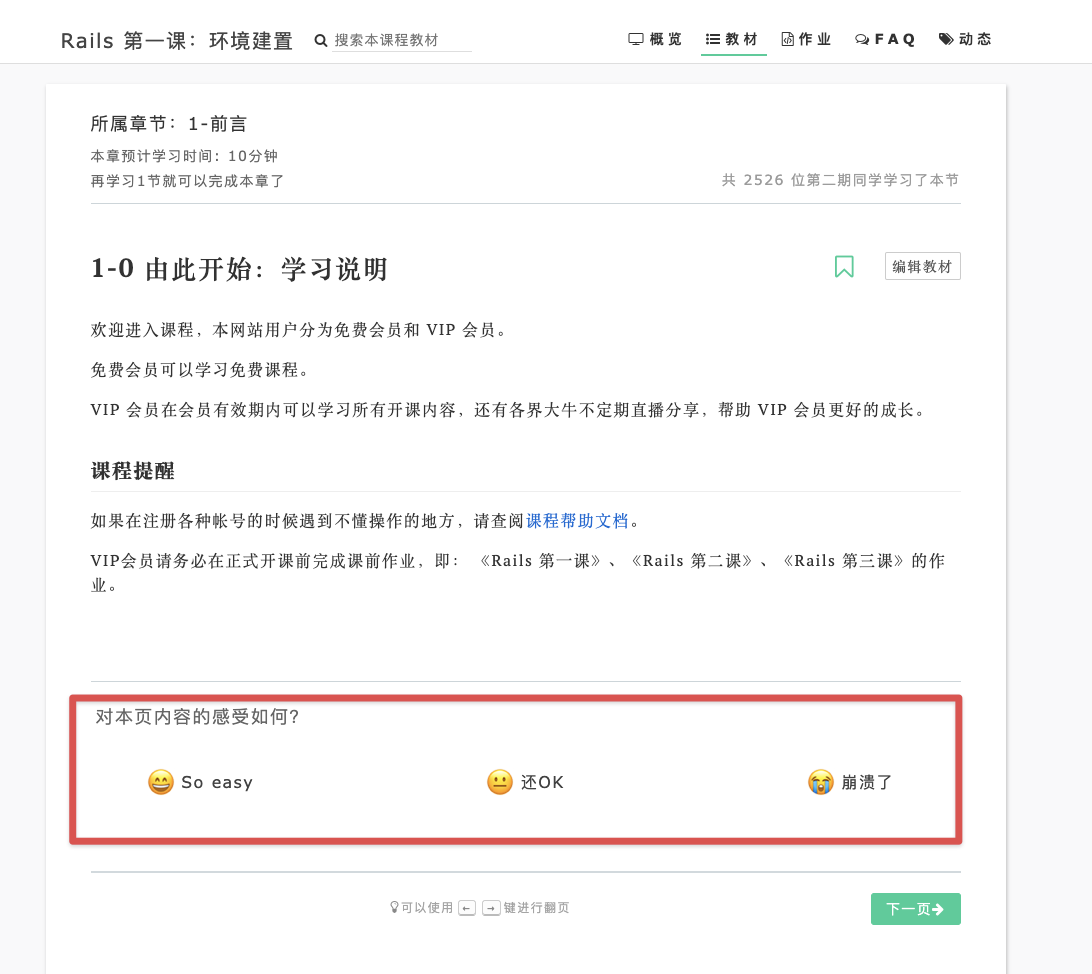 Rails 第一课：环境建置 搜索本课程教材 概览 教材 作业 FAQ 动态
所属章节：1-前言
本章预计学习时间：10分钟
再学习1节就可以完成本章了
共 2526 位第二期同学学习了本节
1-0 由此开始：学习说明
编辑教材
欢迎进入课程，本网站用户分为免费会员和 VIP 会员。
免费会员可以学习免费课程。
VIP 会员在会员有效期内可以学习所有开课内容，还有各界大牛不定期直播分享，帮助 VIP 会员更好的成长。
课程提醒
如果在注册各种帐号的时候遇到不懂操作的地方，请查阅课程帮助文档。
VIP会员请务必在正式开课前完成课前作业，即： 《Rails 第一课》、《Rails 第二课》、《Rails 第三课》的作
业。
对本页内容的感受如何?
😄 So easy 😐 还OK 😭 崩溃了
可以使用 ← → 键进行翻页
下一页→